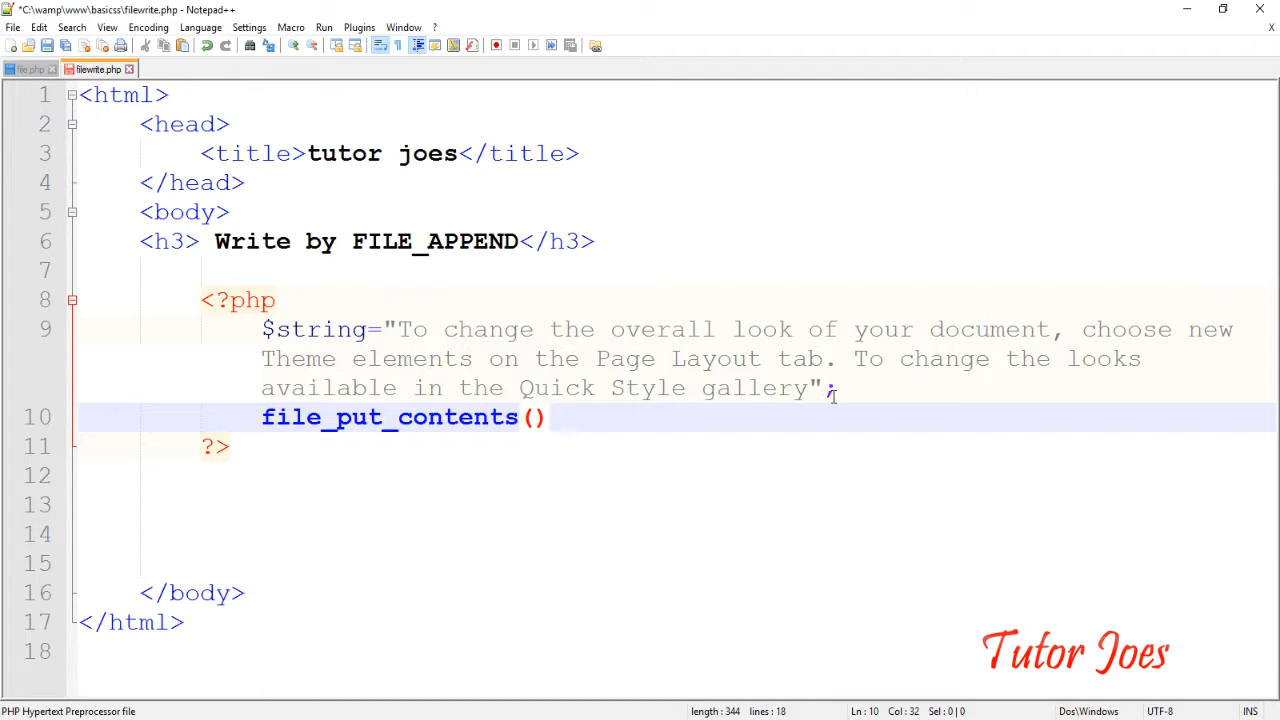 *C:\wamp\www\basicss\filewrite.php - Notepad++
File Edit Search View Encoding Language Settings Macro Run Plugins Window ? X
file.php filewrite.php
1 <html>
2 <head>
3 <title>tutor joes</title>
4 </head>
5 <body>
6 <h3> Write by FILE_APPEND</h3>
7
8 <?php
9 $string="To change the overall look of your document, choose new
Theme elements on the Page Layout tab. To change the looks
available in the Quick Style gallery";
10 file_put_contents()
11 ?>
12
13
14
15
16 </body>
17 </html>
18
Tutor Joes
PHP Hypertext Preprocessor file length : 344 lines : 18 Ln : 10 Col : 32 Sel : 0 | 0 Dos\Windows UTF-8 INS